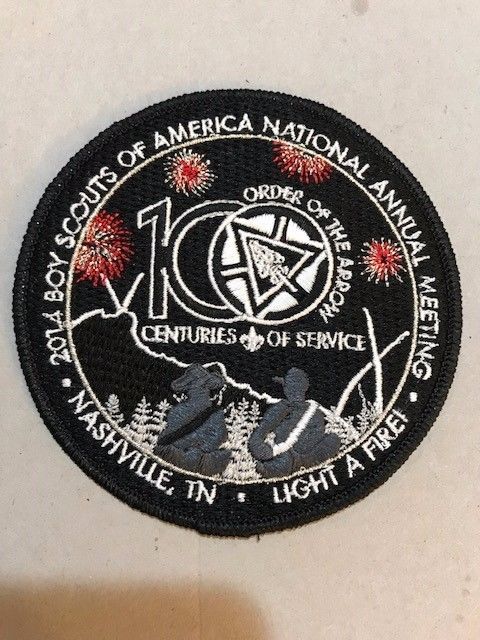 2014 BOY SCOUTS OF AMERICA NATIONAL ANNUAL MEETING
100
ORDER OF THE ARROW
CENTURIES OF SERVICE
• NASHVILLE, TN • LIGHT A FIRE! •